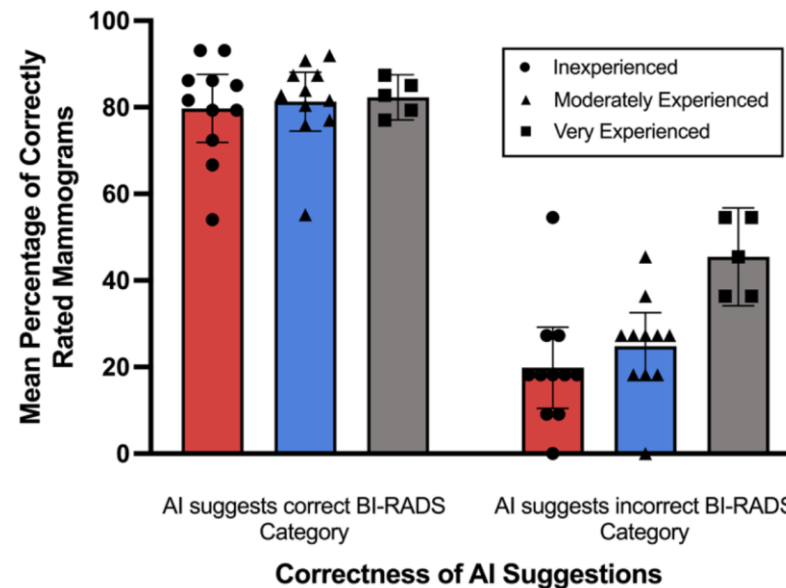 Mean Percentage of Correctly
Rated Mammograms
100
80
60
40
20
0
Inexperienced
Moderately Experienced
Very Experienced
AI suggests correct BI-RADS
Category
AI suggests incorrect BI-RADS
Category
Correctness of AI Suggestions